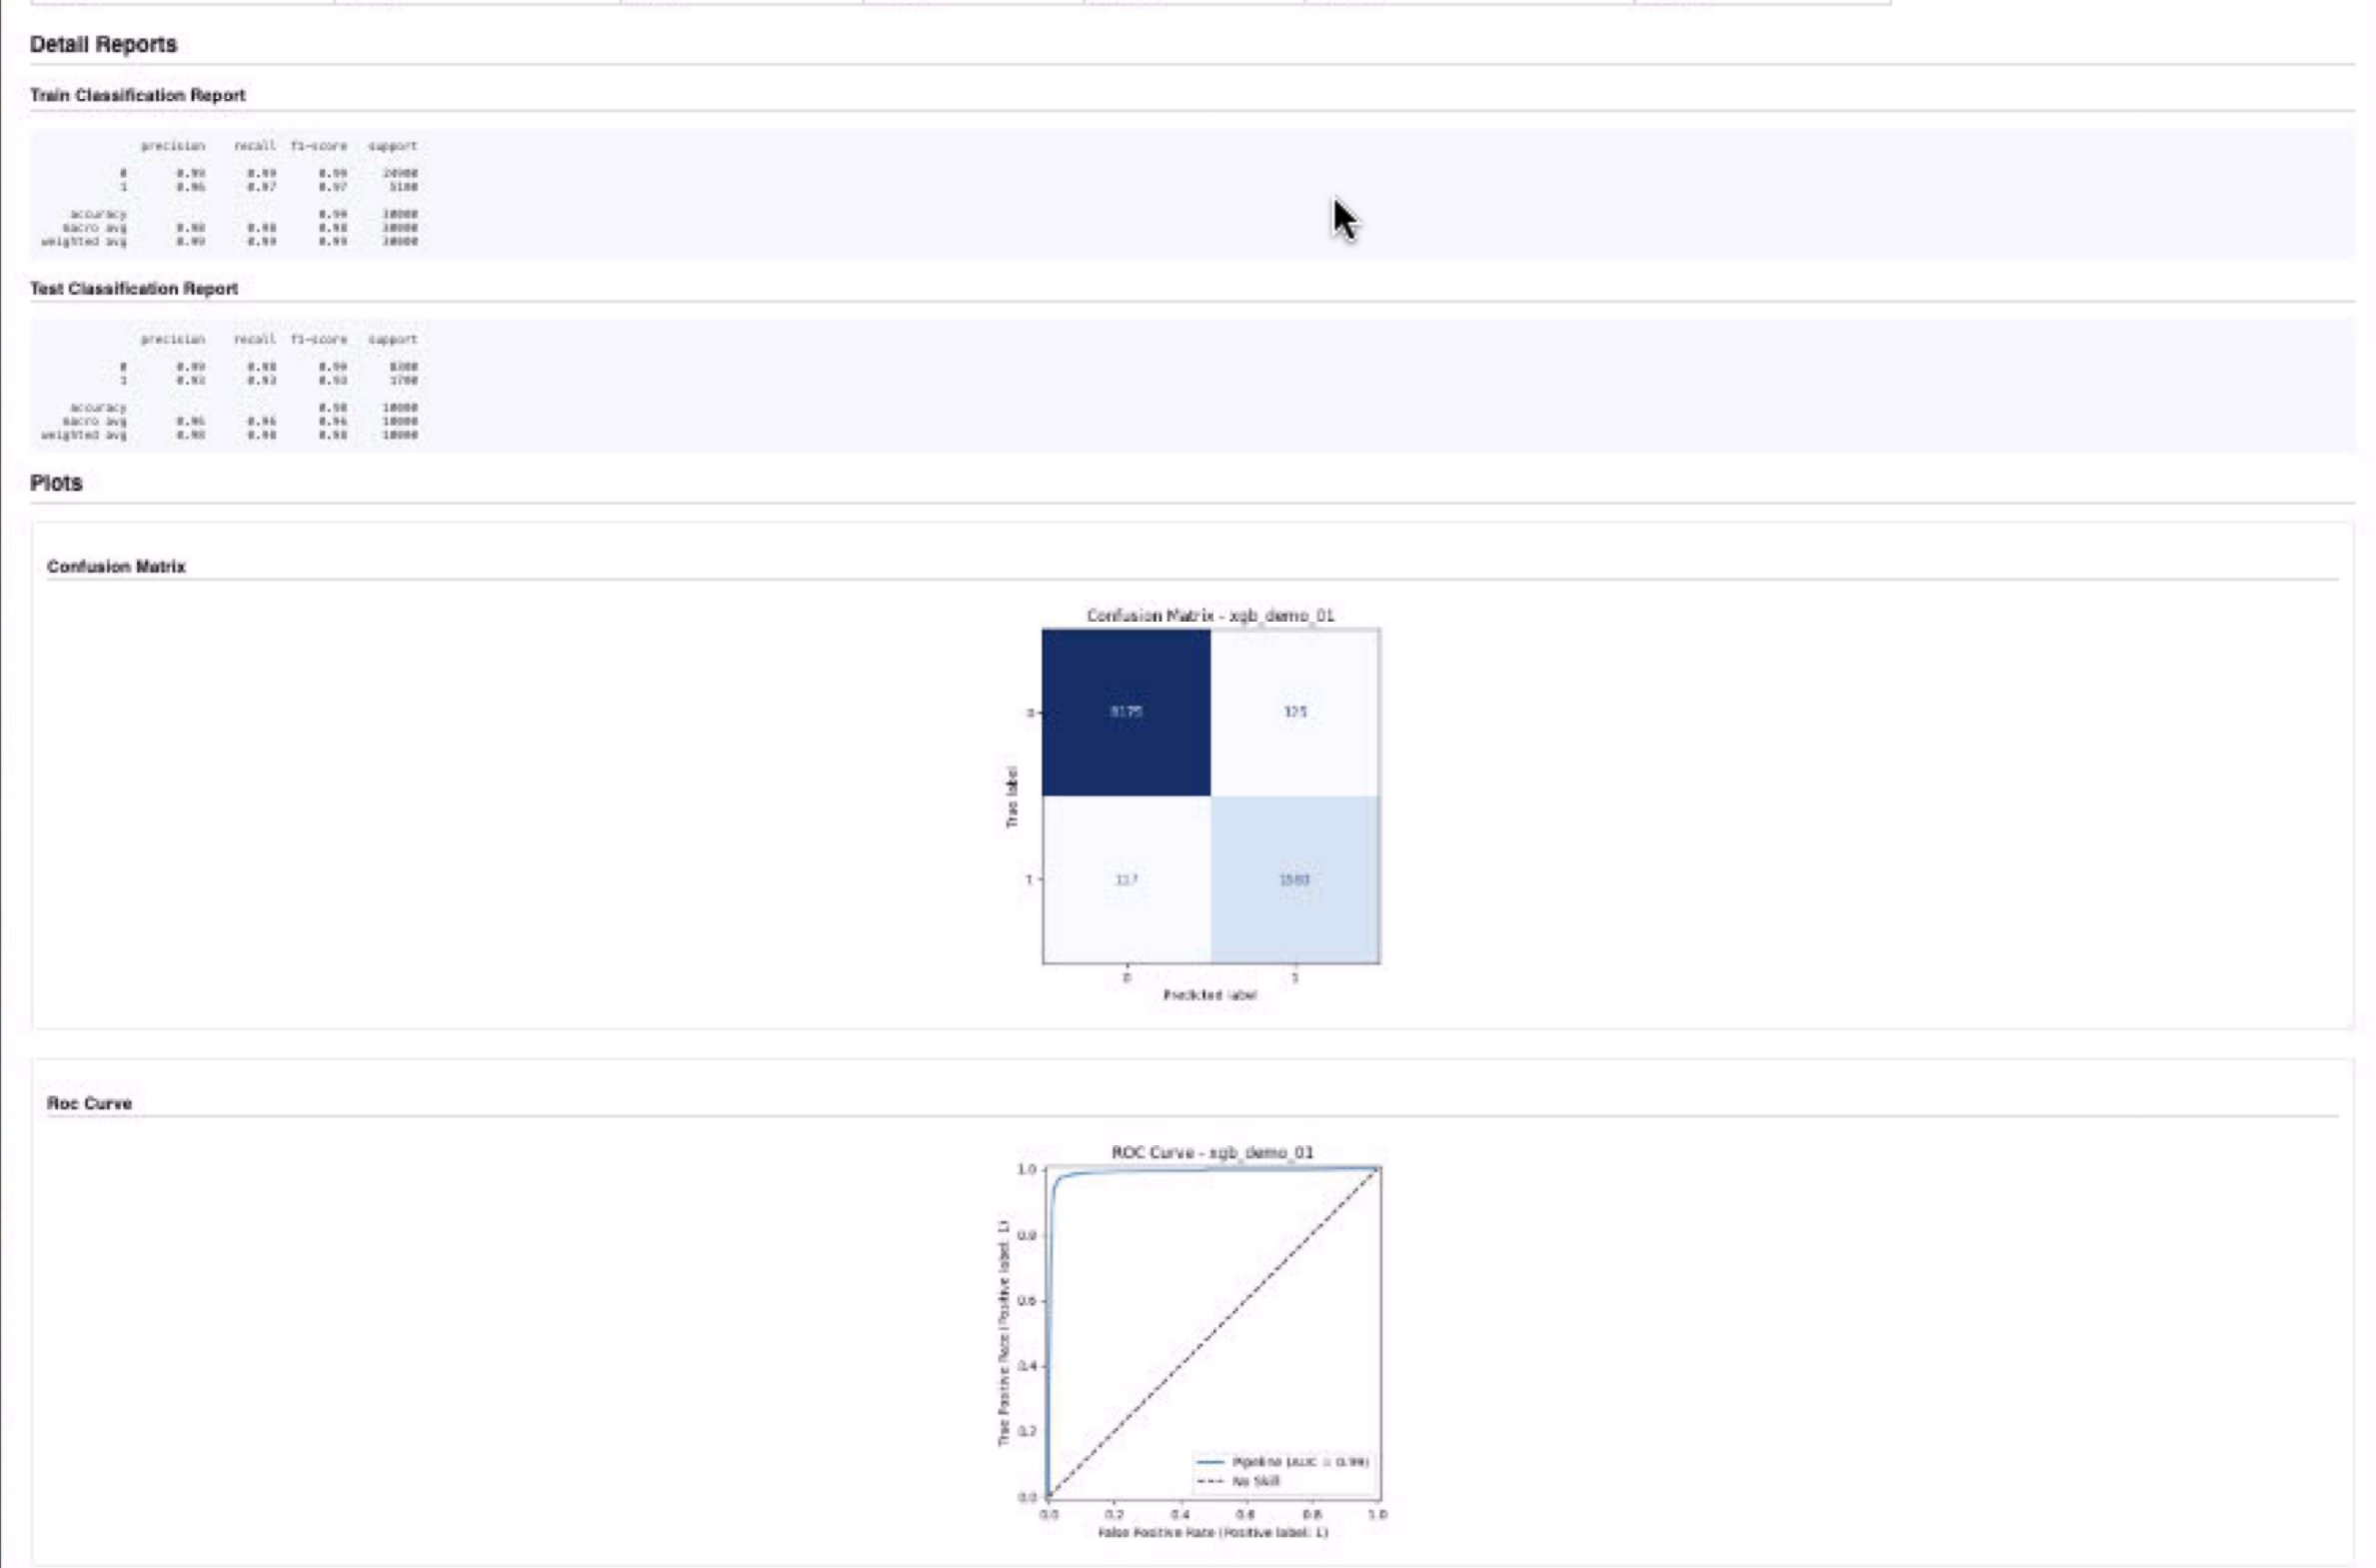 Detail Reports
Train Classification Report
precision recall f1-score support
0 0.99 0.99 0.99 24900
1 0.96 0.97 0.97 5100
accuracy 0.99 30000
macro avg 0.98 0.98 0.98 30000
weighted avg 0.99 0.99 0.99 30000
Test Classification Report
precision recall f1-score support
0 0.99 0.98 0.99 8300
1 0.93 0.93 0.93 1700
accuracy 0.98 10000
macro avg 0.96 0.96 0.96 10000
weighted avg 0.98 0.98 0.98 10000
Plots
Confusion Matrix
Confusion Matrix - xgb_demo_01
0
8175
125
True label
1
117
1583
0
1
Predicted label
Roc Curve
ROC Curve - xgb_demo_01
1.0
0.8
0.6
0.4
0.2
0.0
True Positive Rate (Positive label: 1)
Pipeline (AUC = 0.99)
No Skill
0.0 0.2 0.4 0.6 0.8 1.0
False Positive Rate (Positive label: 1)